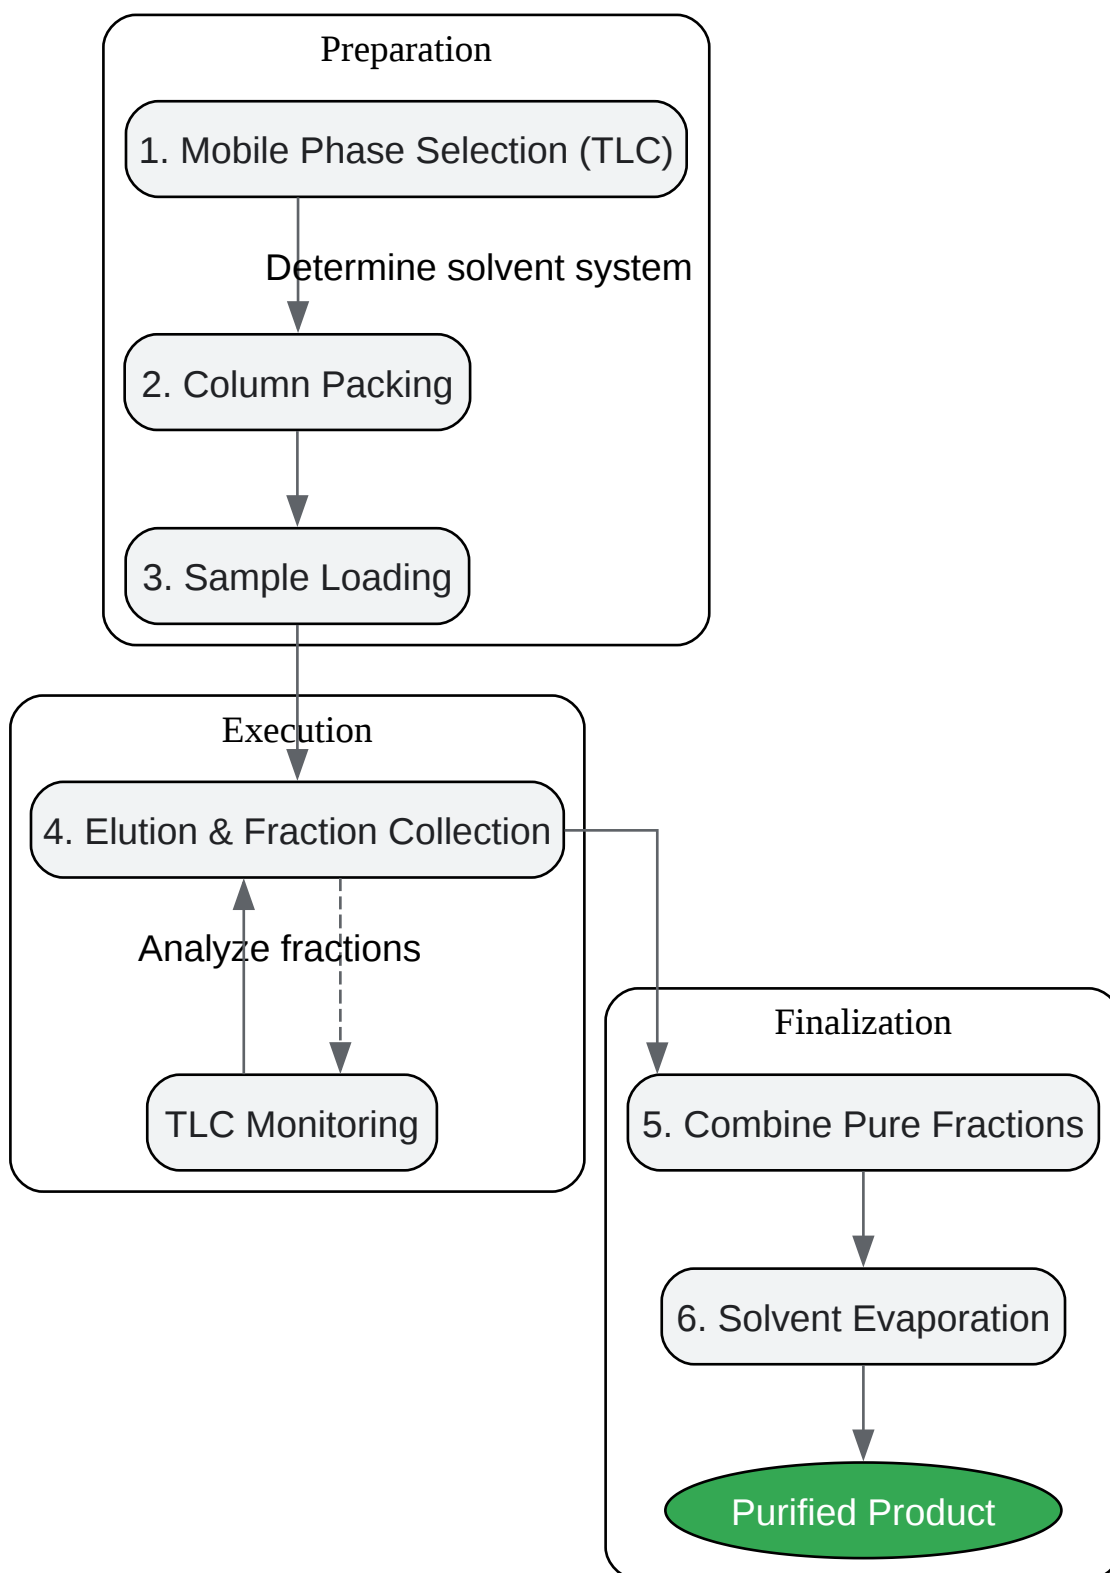 Preparation
1. Mobile Phase Selection (TLC)
Determine solvent system
2. Column Packing
3. Sample Loading
Execution
4. Elution & Fraction Collection
Analyze fractions
TLC Monitoring
Finalization
5. Combine Pure Fractions
6. Solvent Evaporation
Purified Product